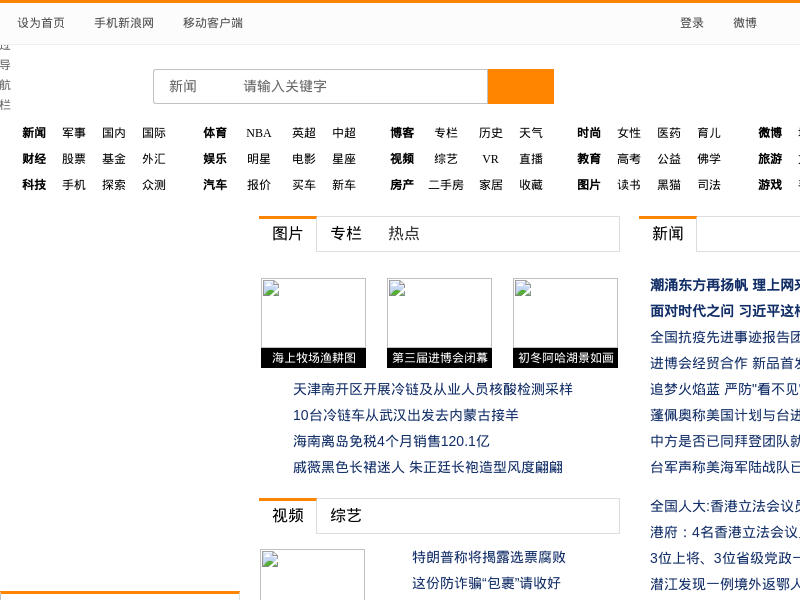 设为首页 手机新浪网 移动客户端 登录 微博
导
航
栏
新闻 请输入关键字
新闻 军事 国内 国际 体育 NBA 英超 中超 博客 专栏 历史 天气 时尚 女性 医药 育儿 微博
财经 股票 基金 外汇 娱乐 明星 电影 星座 视频 综艺 VR 直播 教育 高考 公益 佛学 旅游
科技 手机 探索 众测 汽车 报价 买车 新车 房产 二手房 家居 收藏 图片 读书 黑猫 司法 游戏
图片 专栏 热点
海上牧场渔耕图 第三届进博会闭幕 初冬阿哈湖景如画
天津南开区开展冷链及从业人员核酸检测采样
10台冷链车从武汉出发去内蒙古接羊
海南离岛免税4个月销售120.1亿
戚薇黑色长裙迷人 朱正廷长袍造型风度翩翩
视频 综艺
特朗普称将揭露选票腐败
这份防诈骗“包裹”请收好
新闻
潮涌东方再扬帆 理上网
面对时代之问 习近平这
全国抗疫先进事迹报告团
进博会经贸合作 新品首发
追梦火焰蓝 严防"看不见
蓬佩奥称美国计划与台进
中方是否已同拜登团队就
台军声称美海军陆战队已
全国人大:香港立法会议员
港府：4名香港立法会议
3位上将、3位省级党政一
潜江发现一例境外返鄂人